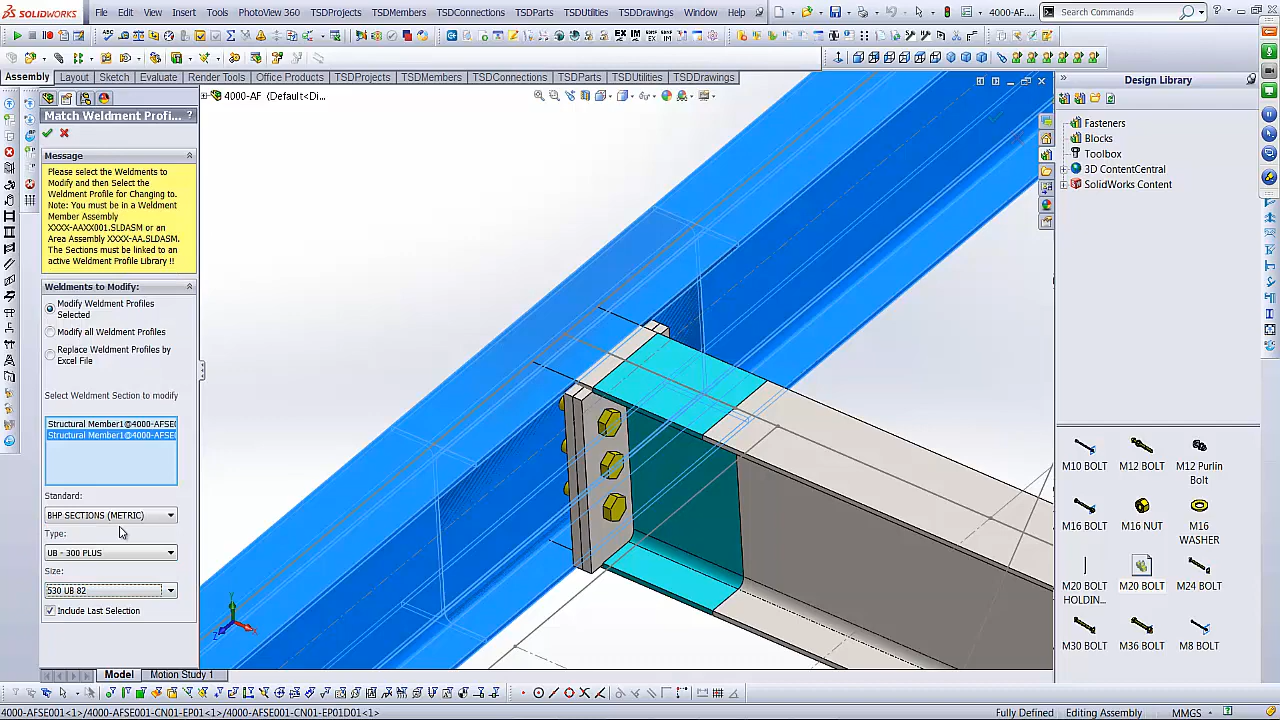 SOLIDWORKS File Edit View Insert Tools PhotoView 360 TSDProjects TSDMembers TSDConnections TSDParts TSDUtilities TSDDrawings Window Help 4000-AF... Search Commands
Assembly Layout Sketch Evaluate Render Tools Office Products TSDProjects TSDMembers TSDConnections TSDParts TSDUtilities TSDDrawings
Match Weldment Profi... ?
Message
Please select the Weldments to
Modify and then Select the
Weldment Profile for Changing to.
Note: You must be in a Weldment
Member Assembly
XXXX-AAXX001.SLDASM or an
Area Assembly XXXX-AA.SLDASM.
The Sections must be linked to an
active Weldment Profile Library !!
Weldments to Modify:
Modify Weldment Profiles
Selected
Modify all Weldment Profiles
Replace Weldment Profiles by
Excel File
Select Weldment Section to modify
Structural Member1@4000-AFSE(
Structural Member1@4000-AFSE(
Standard:
BHP SECTIONS (METRIC)
Type:
UB - 300 PLUS
Size:
530 UB 82
Include Last Selection
4000-AF (Default<Di...
Y
X
Z
Design Library
Fasteners
Blocks
Toolbox
3D ContentCentral
SolidWorks Content
M10 BOLT M12 BOLT M12 Purlin
Bolt
M16 BOLT M16 NUT M16
WASHER
M20 BOLT M20 BOLT M24 BOLT
HOLDIN...
M30 BOLT M36 BOLT M8 BOLT
Model Motion Study 1
4000-AFSE001<1>/4000-AFSE001-CN01-EP01<1>/4000-AFSE001-CN01-EP01D01<1> Fully Defined Editing Assembly MMGS